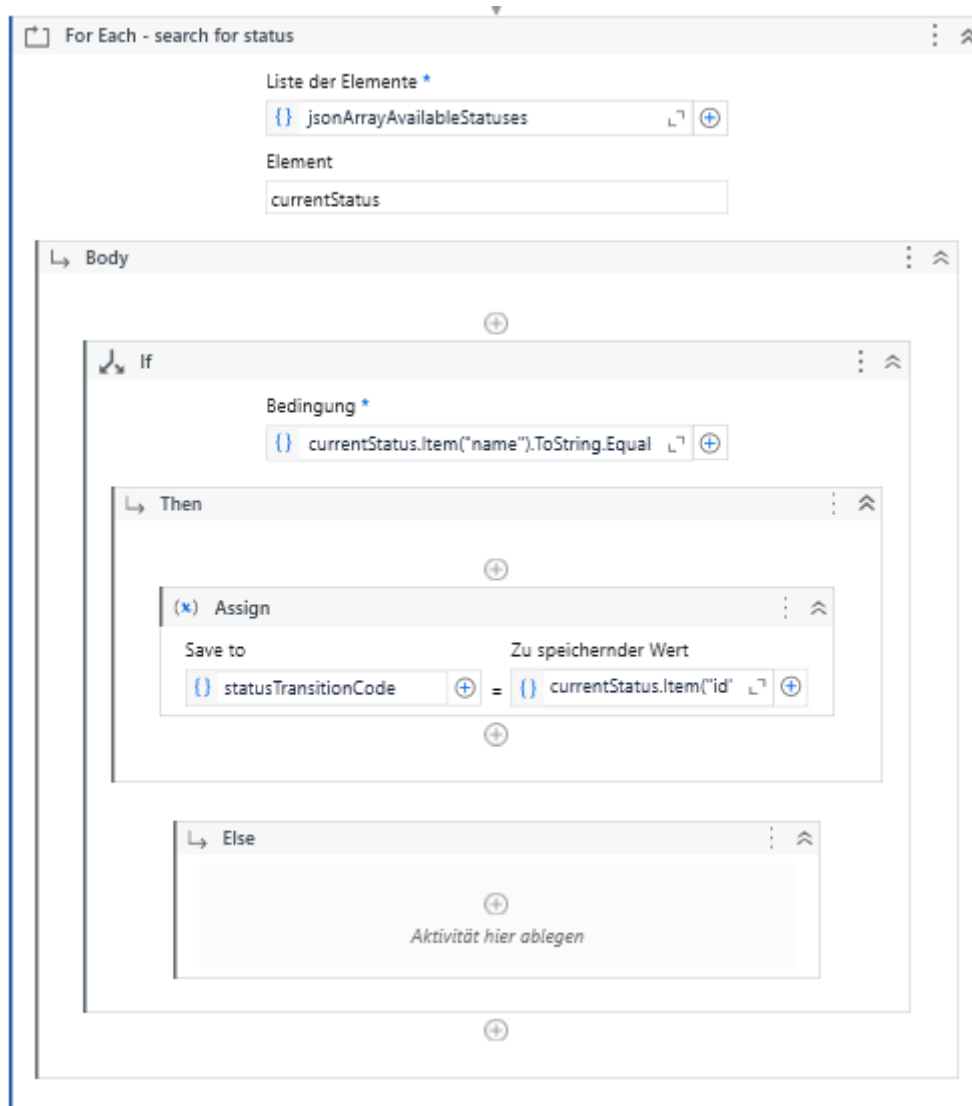 For Each - search for status
Liste der Elemente *
{} jsonArrayAvailableStatuses
Element
currentStatus
Body
If
Bedingung *
{} currentStatus.Item("name").ToString.Equal
Then
(x) Assign
Save to
Zu speichernder Wert
{} statusTransitionCode
=
{} currentStatus.Item("id"
Else
Aktivität hier ablegen